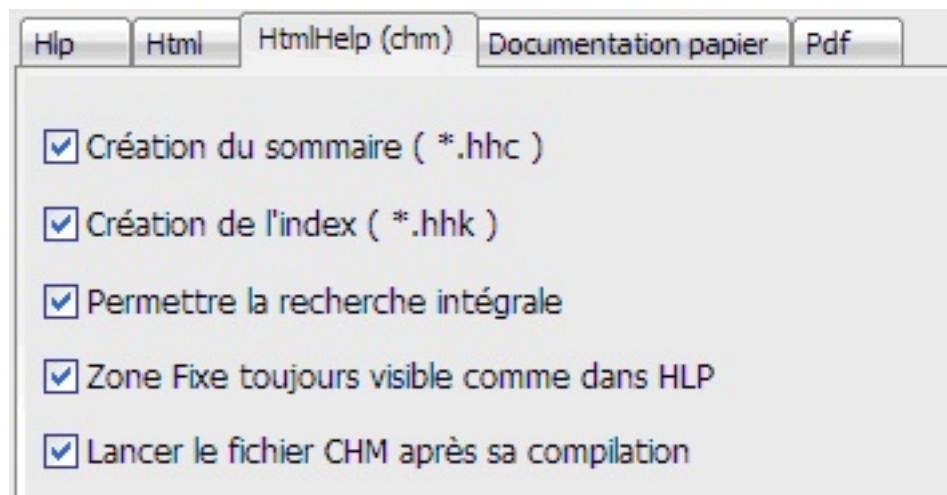 Hlp Html HtmlHelp (chm) Documentation papier Pdf
Création du sommaire ( *.hhc )
Création de l'index ( *.hhk )
Permettre la recherche intégrale
Zone Fixe toujours visible comme dans HLP
Lancer le fichier CHM après sa compilation